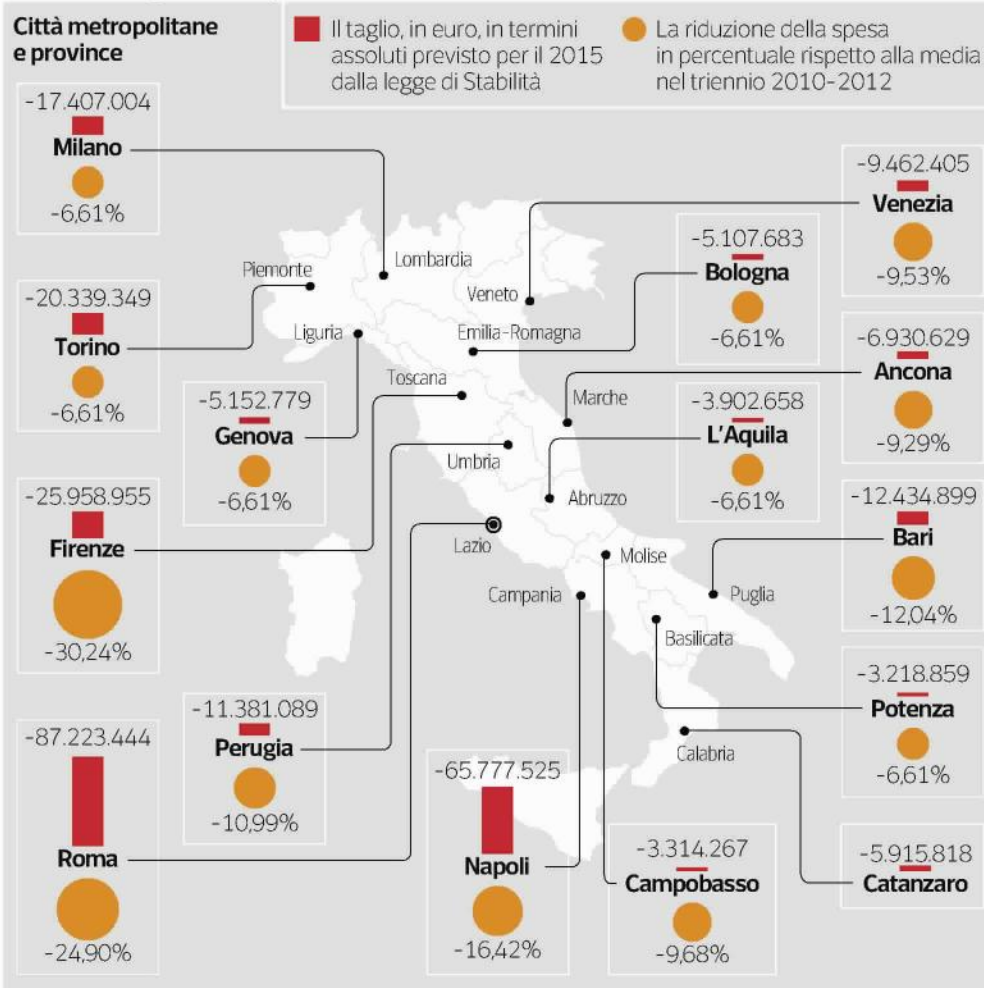 Città metropolitane
e province
Il taglio, in euro, in termini
assoluti previsto per il 2015
dalla legge di Stabilità
La riduzione della spesa
in percentuale rispetto alla media
nel triennio 2010-2012
-17.407.004
Milano
-6,61%
-20.339.349
Torino
-6,61%
-25.958.955
Firenze
-30,24%
-87.223.444
Roma
-24,90%
-5.152.779
Genova
-6,61%
-11.381.089
Perugia
-10,99%
Piemonte
Lombardia
Veneto
Liguria
Emilia-Romagna
Toscana
Marche
Umbria
Abruzzo
Lazio
Molise
Campania
Puglia
Basilicata
Calabria
-65.777.525
Napoli
-16,42%
-3.314.267
Campobasso
-9,68%
-5.107.683
Bologna
-6,61%
-3.902.658
L'Aquila
-6,61%
-9.462.405
Venezia
-9,53%
-6.930.629
Ancona
-9,29%
-12.434.899
Bari
-12,04%
-3.218.859
Potenza
-6,61%
-5.915.818
Catanzaro